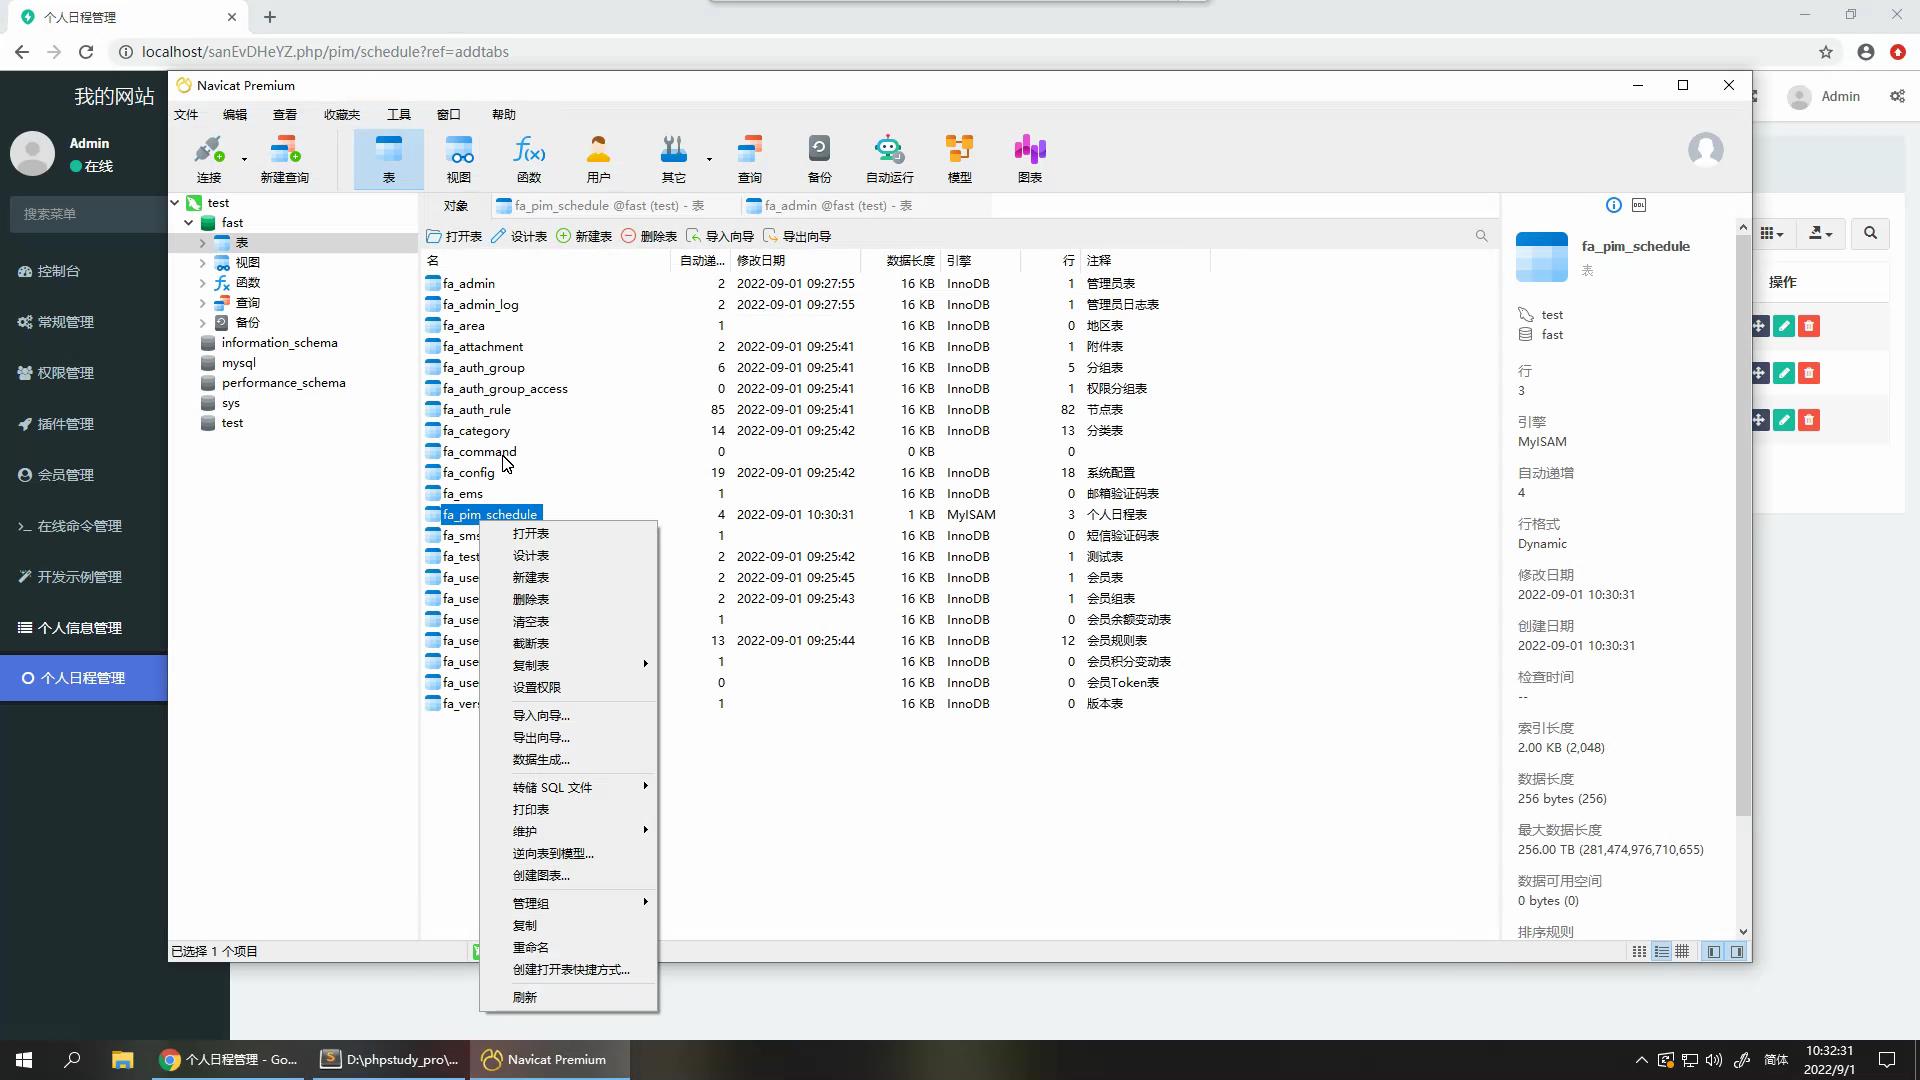 个人日程管理
localhost/sanEvDHeYZ.php/pim/schedule?ref=addtabs
我的网站
Admin
在线
搜索菜单
控制台
常规管理
权限管理
插件管理
会员管理
在线命令管理
开发示例管理
个人信息管理
个人日程管理
Admin
操作
Navicat Premium
文件 编辑 查看 收藏夹 工具 窗口 帮助
连接 新建查询 表 视图 函数 用户 其它 查询 备份 自动运行 模型 图表
test
fast
表
视图
函数
查询
备份
information_schema
mysql
performance_schema
sys
test
对象 fa_pim_schedule @fast (test) - 表 fa_admin @fast (test) - 表
打开表 设计表 新建表 删除表 导入向导 导出向导
名 自动递... 修改日期 数据长度 引擎 行 注释
fa_admin 2 2022-09-01 09:27:55 16 KB InnoDB 1 管理员表
fa_admin_log 2 2022-09-01 09:27:55 16 KB InnoDB 1 管理员日志表
fa_area 1 16 KB InnoDB 0 地区表
fa_attachment 2 2022-09-01 09:25:41 16 KB InnoDB 1 附件表
fa_auth_group 6 2022-09-01 09:25:41 16 KB InnoDB 5 分组表
fa_auth_group_access 0 2022-09-01 09:25:41 16 KB InnoDB 1 权限分组表
fa_auth_rule 85 2022-09-01 09:25:41 16 KB InnoDB 82 节点表
fa_category 14 2022-09-01 09:25:42 16 KB InnoDB 13 分类表
fa_command 0 0 KB 0
fa_config 19 2022-09-01 09:25:42 16 KB InnoDB 18 系统配置
fa_ems 1 16 KB InnoDB 0 邮箱验证码表
fa_pim_schedule 4 2022-09-01 10:30:31 1 KB MyISAM 3 个人日程表
fa_sms 1 16 KB InnoDB 0 短信验证码表
fa_test 2 2022-09-01 09:25:42 16 KB InnoDB 1 测试表
fa_use 2 2022-09-01 09:25:45 16 KB InnoDB 1 会员表
fa_use 2 2022-09-01 09:25:43 16 KB InnoDB 1 会员组表
fa_use 1 16 KB InnoDB 0 会员余额变动表
fa_use 13 2022-09-01 09:25:44 16 KB InnoDB 12 会员规则表
fa_use 1 16 KB InnoDB 0 会员积分变动表
fa_use 0 16 KB InnoDB 0 会员Token表
fa_vers 1 16 KB InnoDB 0 版本表
打开表
设计表
新建表
删除表
清空表
截断表
复制表
设置权限
导入向导...
导出向导...
数据生成...
转储 SQL 文件
打印表
维护
逆向表到模型...
创建图表...
管理组
复制
重命名
创建打开表快捷方式...
刷新
DDL
fa_pim_schedule
表
test
fast
行
3
引擎
MyISAM
自动递增
4
行格式
Dynamic
修改日期
2022-09-01 10:30:31
创建日期
2022-09-01 10:30:31
检查时间
--
索引长度
2.00 KB (2,048)
数据长度
256 bytes (256)
最大数据长度
256.00 TB (281,474,976,710,655)
数据可用空间
0 bytes (0)
排序规则
已选择 1 个项目
个人日程管理 - Go...
D:\phpstudy_pro\...
Navicat Premium
简体
10:32:31
2022/9/1